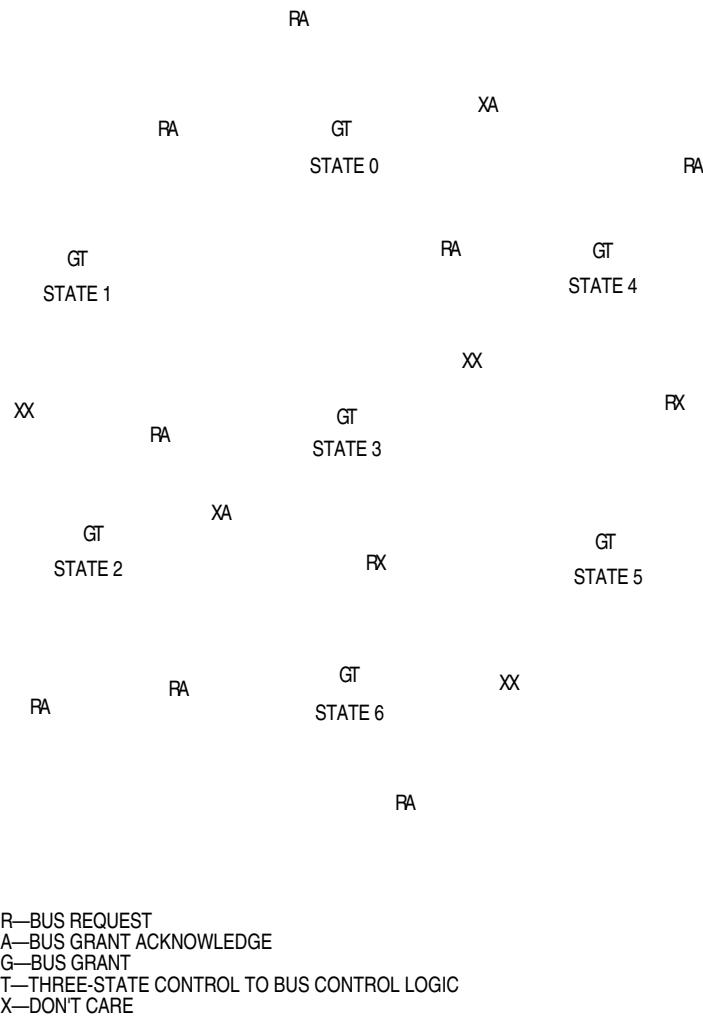 RA
XA
RA
GT
STATE 0
RA
RA
GT
GT
STATE 4
STATE 1
XX
RX
XX
GT
RA
STATE 3
XA
GT
GT
RX
STATE 2
STATE 5
GT
XX
RA
RA
STATE 6
RA
R—BUS REQUEST
A—BUS GRANT ACKNOWLEDGE
G—BUS GRANT
T—THREE-STATE CONTROL TO BUS CONTROL LOGIC
X—DON'T CARE